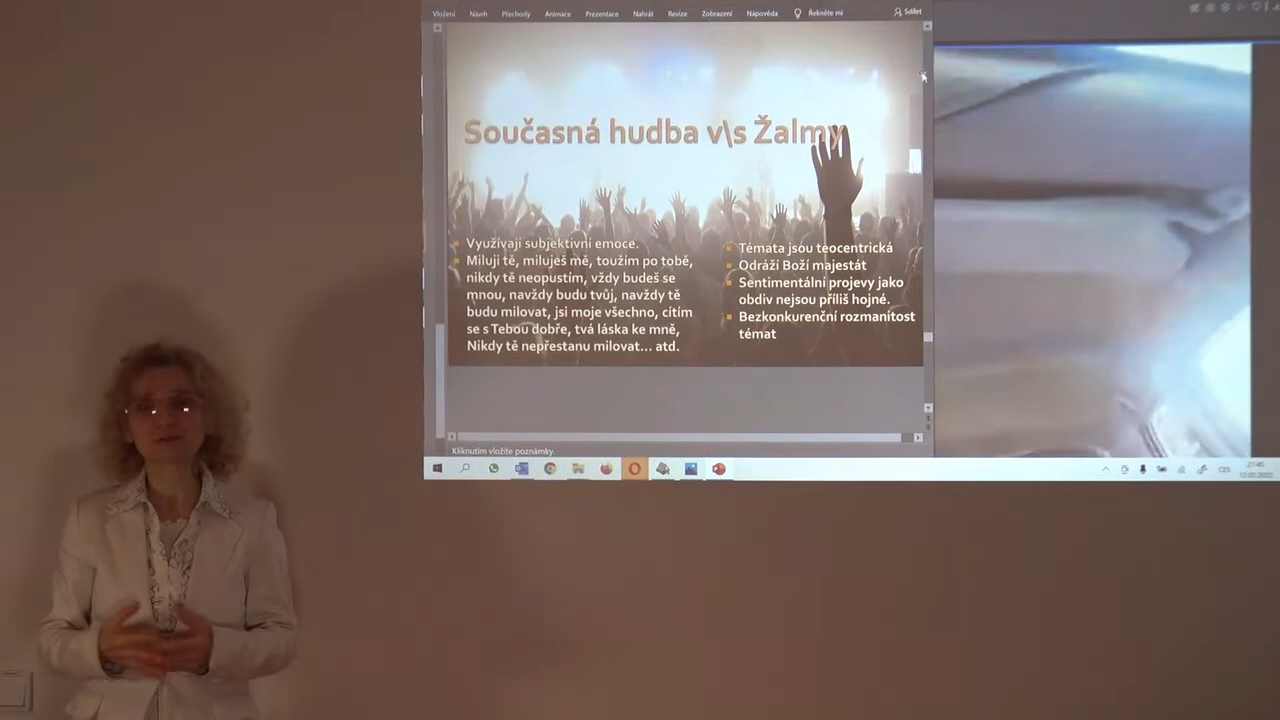 Vložení Návrh Přechody Animace Prezentace Nahrát Revize Zobrazení Nápověda Řekněte mi Sdílet
Současná hudba v\s Žalmy
Využívají subjektivní emoce.
Miluji tě, miluješ mě, toužím po tobě,
nikdy tě neopustím, vždy budeš se
mnou, navždy budu tvůj, navždy tě
budu milovat, jsi moje všechno, cítím
se s Tebou dobře, tvá láska ke mně,
Nikdy tě nepřestanu milovat... atd.
Témata jsou teocentrická
Odráží Boží majestát
Sentimentální projevy jako
obdiv nejsou příliš hojné.
Bezkonkurenční rozmanitost
témat
Kliknutím vložíte poznámky.